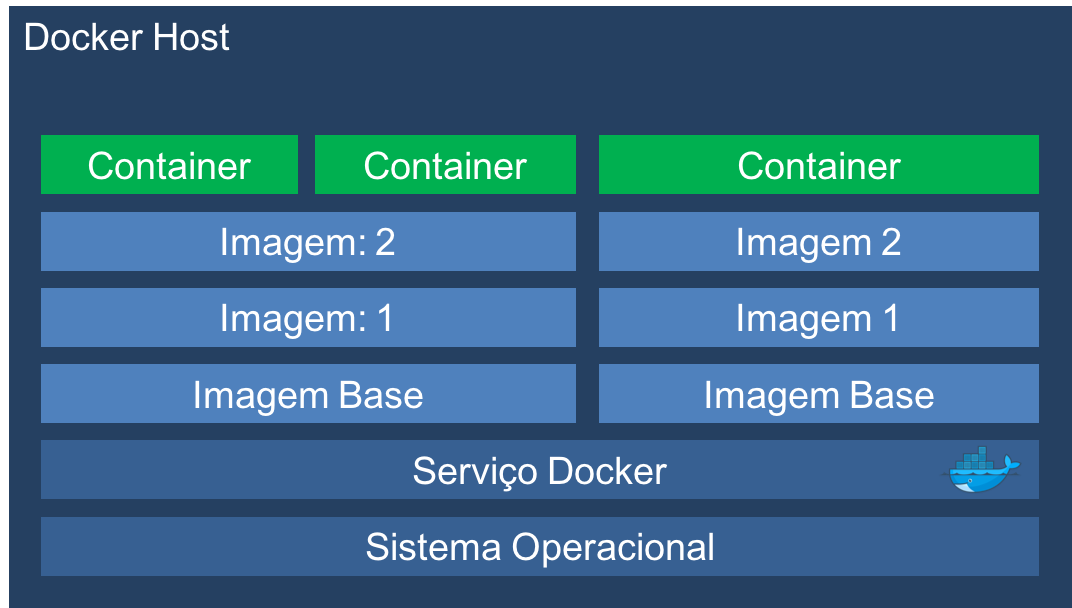 Docker Host
Container
Container
Container
Imagem: 2
Imagem 2
Imagem: 1
Imagem 1
Imagem Base
Imagem Base
Serviço Docker
Sistema Operacional